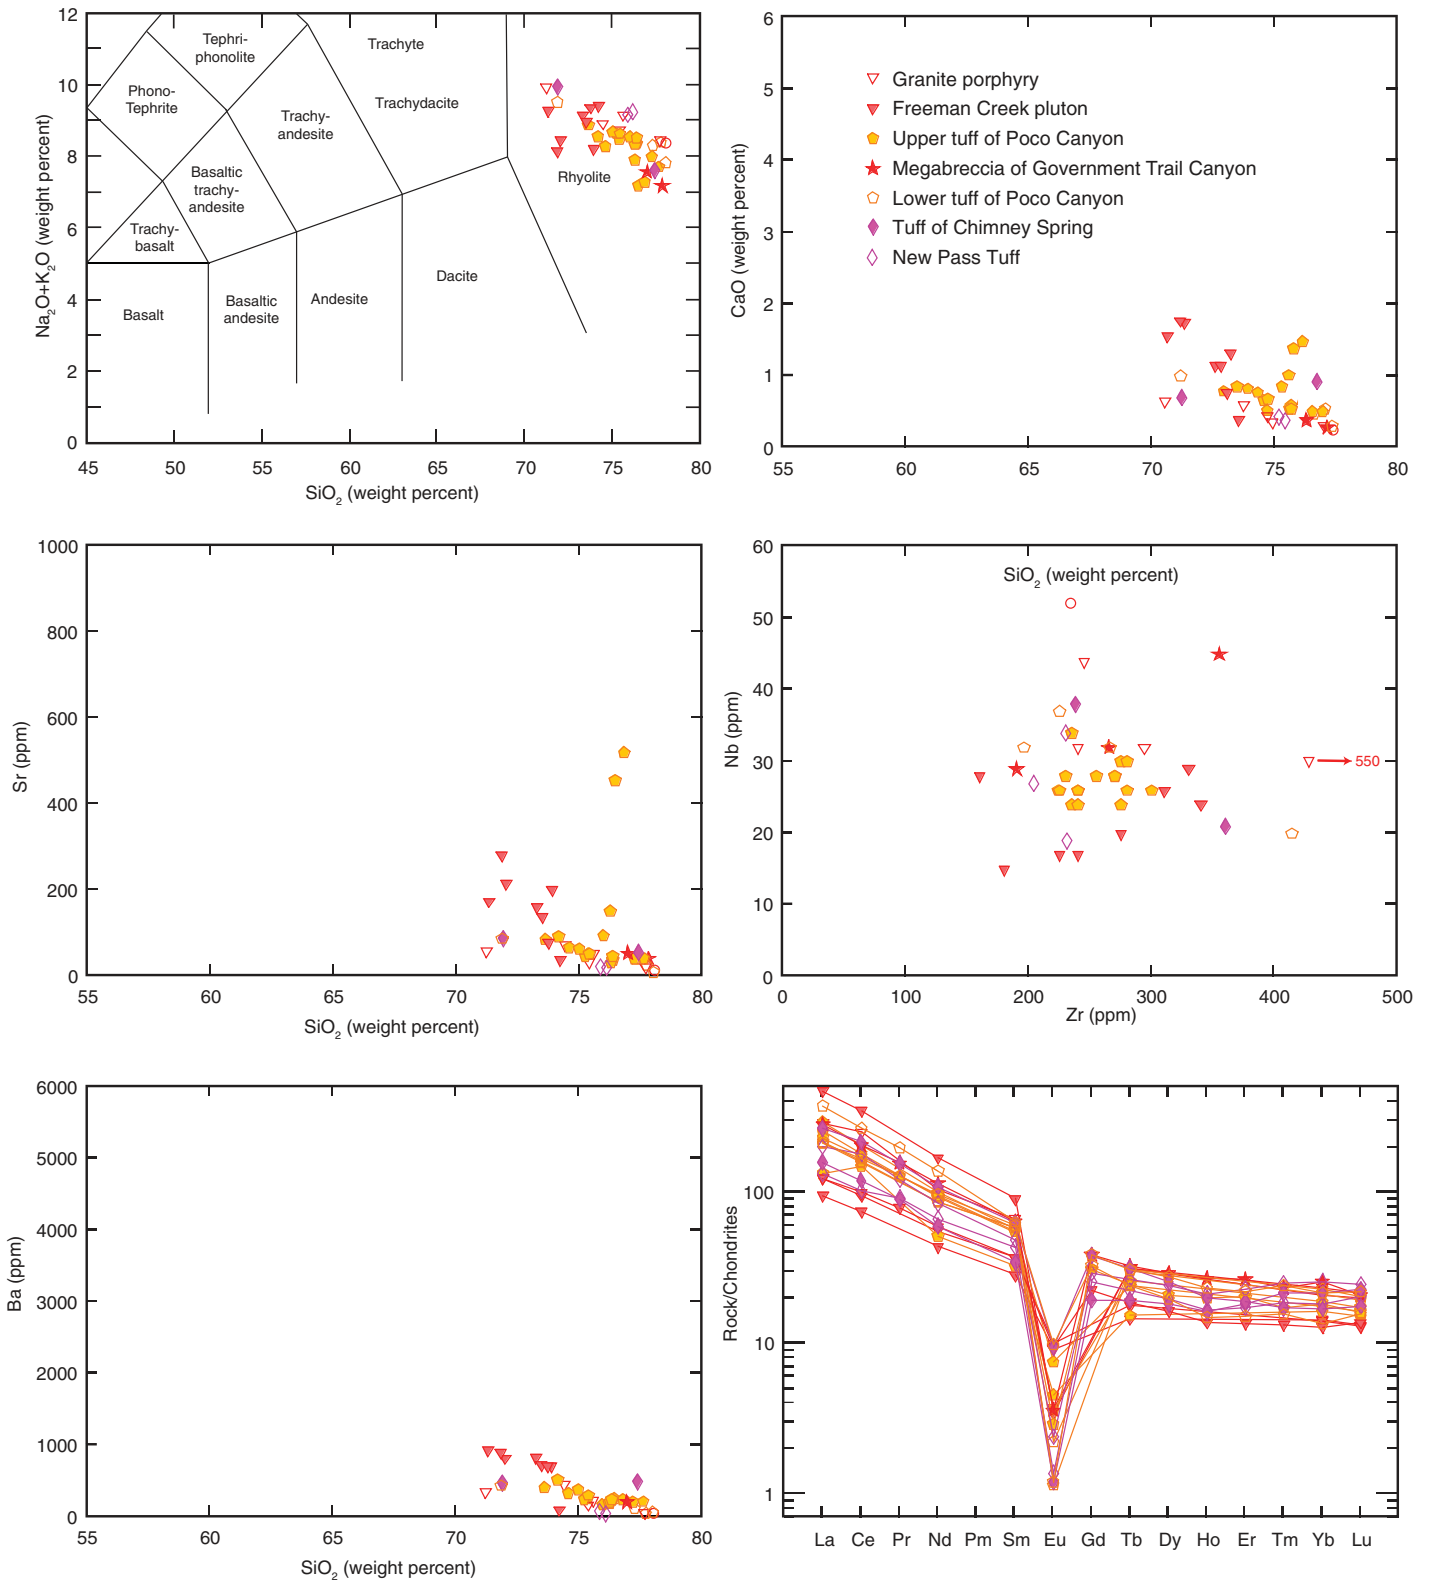 12
10
8
6
4
2
0
Na2O+K2O (weight percent)
Tephri-
phonolite
Trachyte
Phono-
Tephrite
Trachydacite
Trachy-
andesite
Basaltic
trachy-
andesite
Rhyolite
Trachy-
basalt
Dacite
Basalt
Basaltic
andesite
Andesite
45 50 55 60 65 70 75 80
SiO2 (weight percent)
6
5
4
3
2
1
0
CaO (weight percent)
Granite porphyry
Freeman Creek pluton
Upper tuff of Poco Canyon
Megabreccia of Government Trail Canyon
Lower tuff of Poco Canyon
Tuff of Chimney Spring
New Pass Tuff
55 60 65 70 75 80
1000
800
600
400
200
0
Sr (ppm)
55 60 65 70 75 80
SiO2 (weight percent)
60
50
40
30
20
10
0
Nb (ppm)
SiO2 (weight percent)
550
0 100 200 300 400 500
Zr (ppm)
6000
5000
4000
3000
2000
1000
0
Ba (ppm)
55 60 65 70 75 80
SiO2 (weight percent)
100
10
1
Rock/Chondrites
La Ce Pr Nd Pm Sm Eu Gd Tb Dy Ho Er Tm Yb Lu